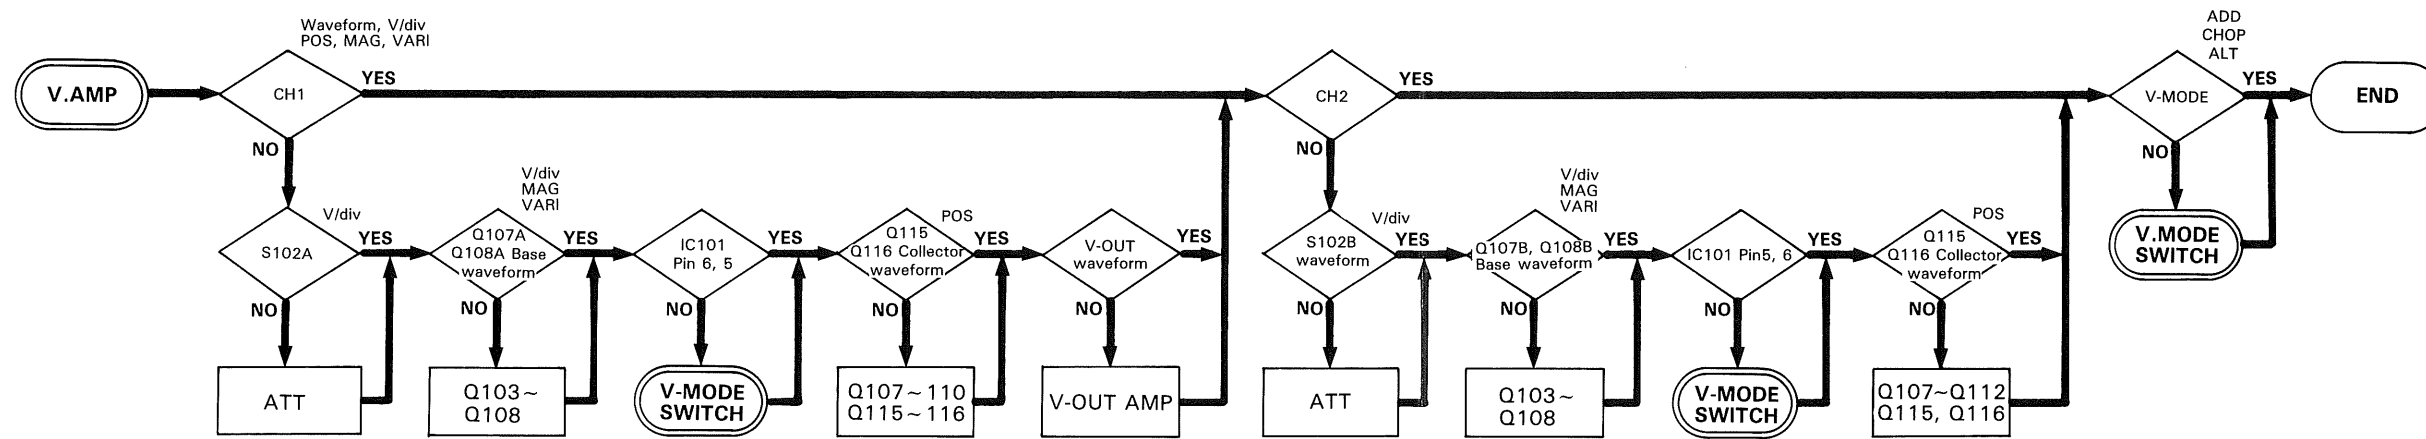 V.AMP
Waveform, V/div
POS, MAG, VARI
CH1
YES
NO
S102A
V/div
YES
NO
ATT
V/div
MAG
VARI
Q107A
Q108A Base
waveform
YES
NO
Q103~
Q108
IC101
Pin 6, 5
YES
NO
V-MODE
SWITCH
POS
Q115
Q116 Collector
waveform
YES
NO
Q107~110
Q115~116
V-OUT
waveform
YES
NO
V-OUT AMP
CH2
YES
NO
S102B
waveform
V/div
YES
NO
ATT
V/div
MAG
VARI
Q107B, Q108B
Base waveform
YES
NO
Q103~
Q108
IC101 Pin5, 6
YES
NO
V-MODE
SWITCH
POS
Q115
Q116 Collector
waveform
YES
NO
Q107~Q112
Q115, Q116
ADD
CHOP
ALT
V-MODE
YES
NO
V.MODE
SWITCH
END